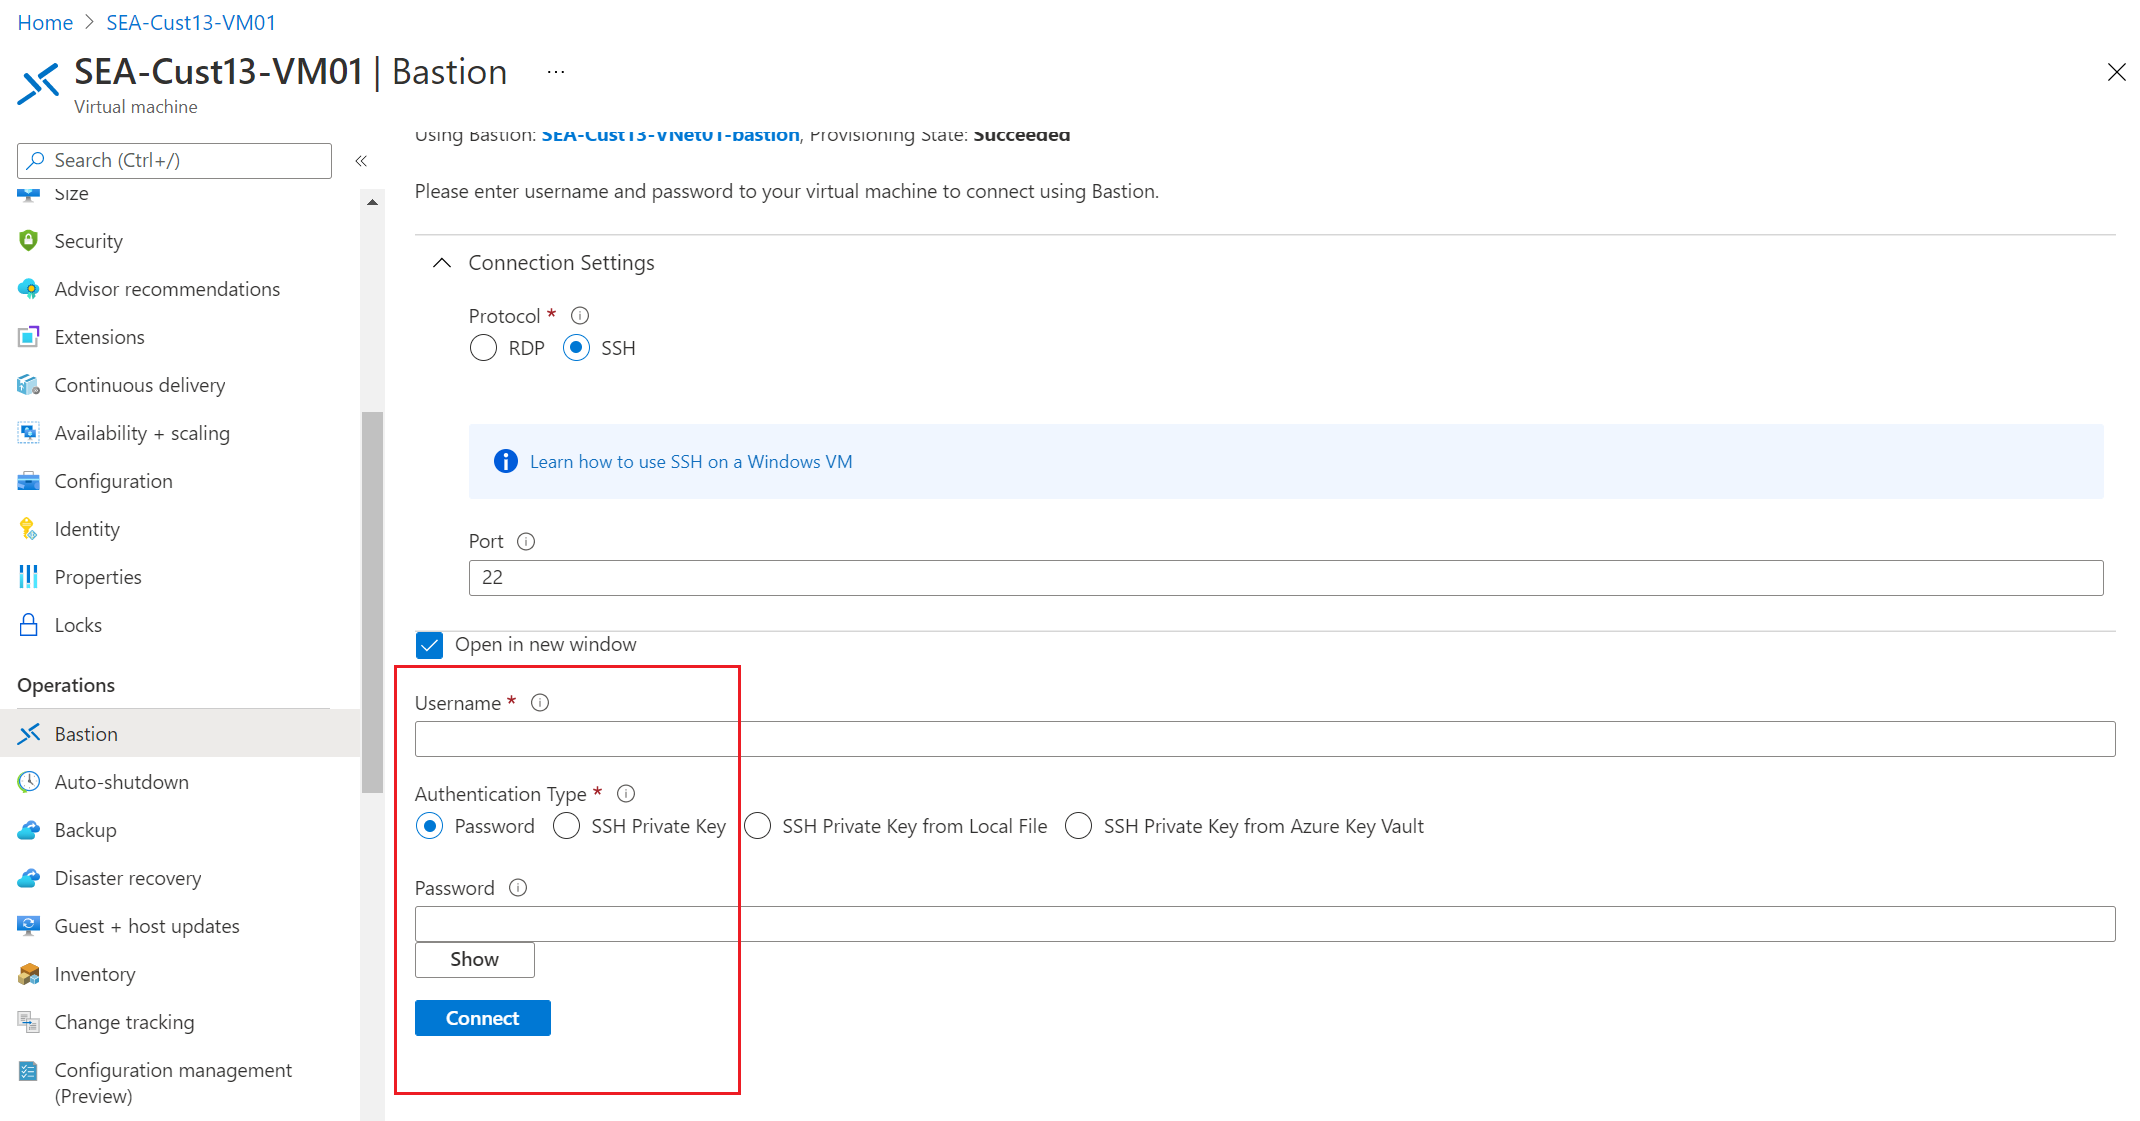 Home > SEA-Cust13-VM01
SEA-Cust13-VM01 | Bastion ...
Virtual machine
Search (Ctrl+/)
«
Size
Security
Advisor recommendations
Extensions
Continuous delivery
Availability + scaling
Configuration
Identity
Properties
Locks
Operations
Bastion
Auto-shutdown
Backup
Disaster recovery
Guest + host updates
Inventory
Change tracking
Configuration management
(Preview)
Using Bastion: SEA-Cust13-VNet01-bastion, Provisioning State: Succeeded
Please enter username and password to your virtual machine to connect using Bastion.
Connection Settings
Protocol *
RDP SSH
Learn how to use SSH on a Windows VM
Port
22
Open in new window
Username *
Authentication Type *
Password SSH Private Key SSH Private Key from Local File SSH Private Key from Azure Key Vault
Password
Show
Connect